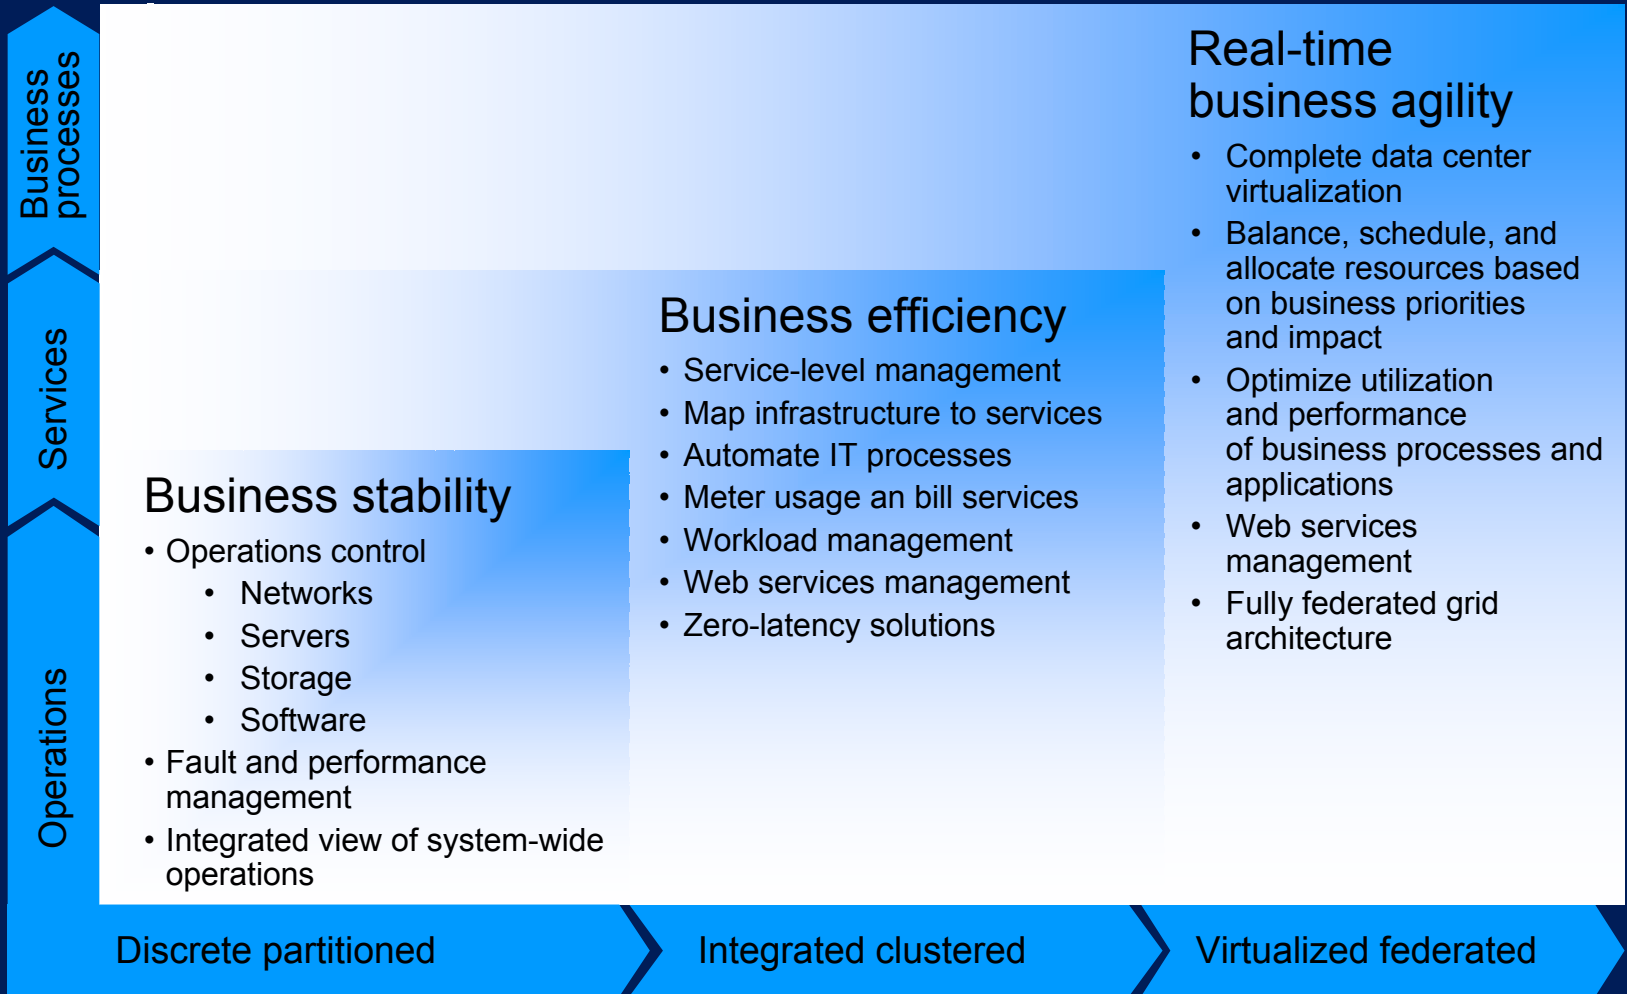 Business
processes
Services
Operations
Real-time
business agility
• Complete data center
virtualization
• Balance, schedule, and
allocate resources based
on business priorities
and impact
• Optimize utilization
and performance
of business processes and
applications
• Web services
management
• Fully federated grid
architecture
Business efficiency
• Service-level management
• Map infrastructure to services
• Automate IT processes
• Meter usage an bill services
• Workload management
• Web services management
• Zero-latency solutions
Business stability
• Operations control
• Networks
• Servers
• Storage
• Software
• Fault and performance
management
• Integrated view of system-wide
operations
Discrete partitioned
Integrated clustered
Virtualized federated